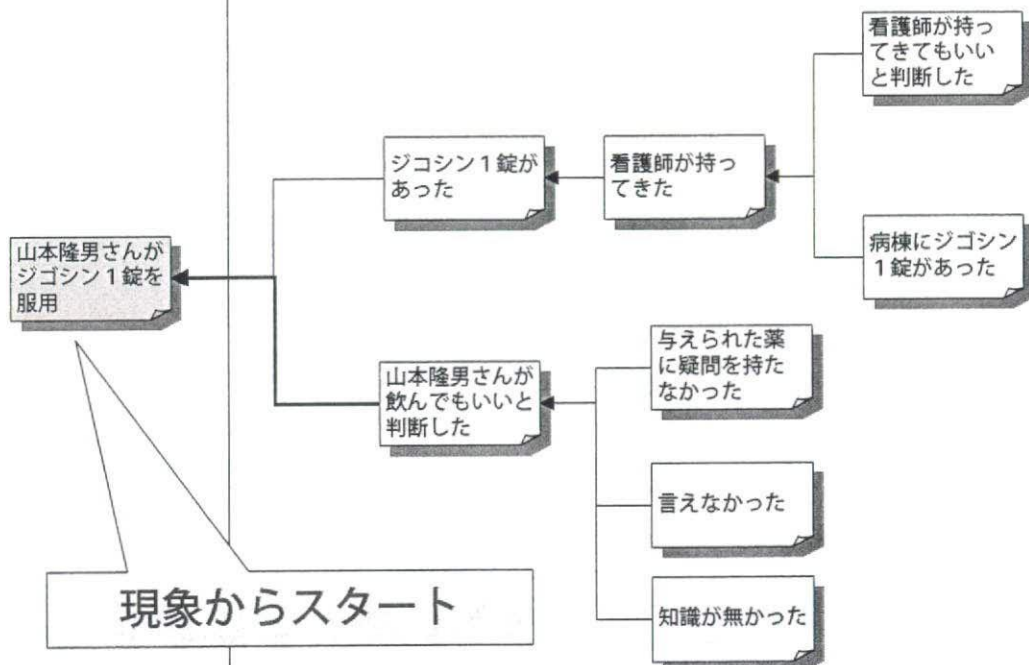 看護師が持っ
てきてもいい
と判断した
ジコシン１錠が
あった
看護師が持っ
てきた
山本隆男さんが
ジゴシン１錠を
服用
病棟にジゴシン
１錠があった
与えられた薬
に疑問を持た
なかった
山本隆男さんが
飲んでもいいと
判断した
言えなかった
知識が無かった
現象からスタート